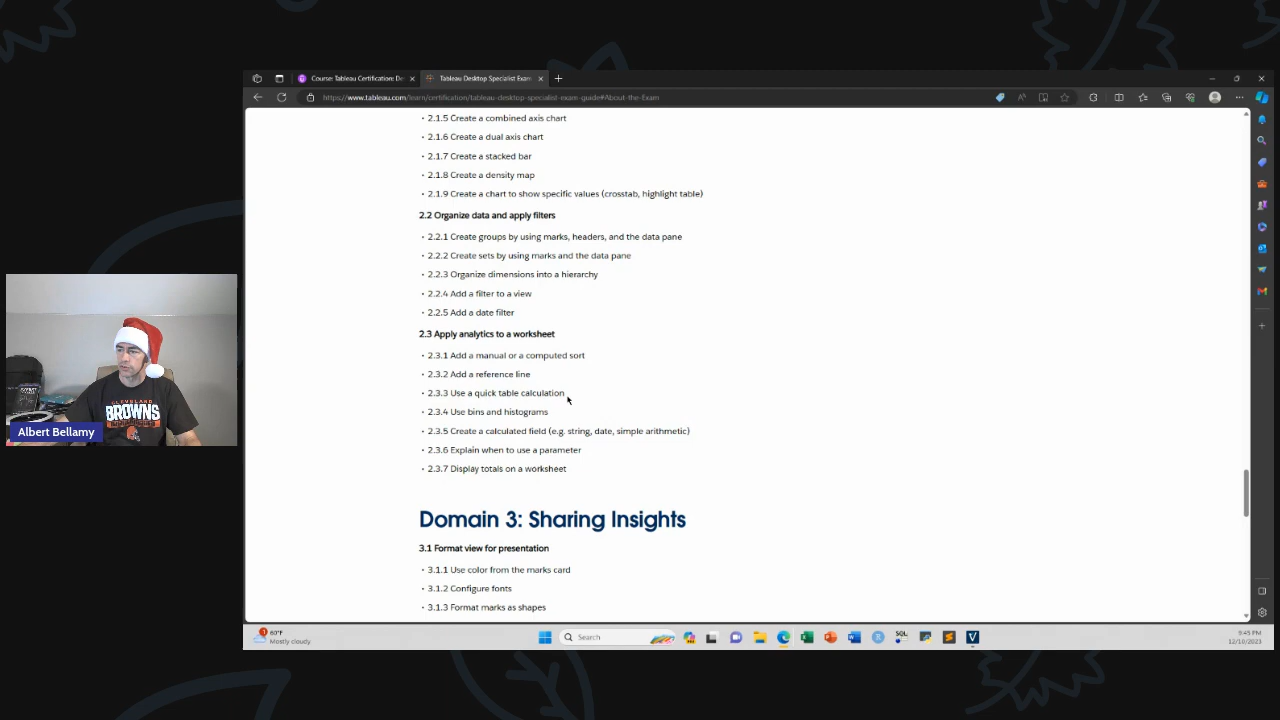 Course: Tableau Certification: De
Tableau Desktop Specialist Exam
https://www.tableau.com/learn/certification/tableau-desktop-specialist-exam-guide#About-the-Exam
• 2.1.5 Create a combined axis chart
• 2.1.6 Create a dual axis chart
• 2.1.7 Create a stacked bar
• 2.1.8 Create a density map
• 2.1.9 Create a chart to show specific values (crosstab, highlight table)
2.2 Organize data and apply filters
• 2.2.1 Create groups by using marks, headers, and the data pane
• 2.2.2 Create sets by using marks and the data pane
• 2.2.3 Organize dimensions into a hierarchy
• 2.2.4 Add a filter to a view
• 2.2.5 Add a date filter
2.3 Apply analytics to a worksheet
• 2.3.1 Add a manual or a computed sort
• 2.3.2 Add a reference line
• 2.3.3 Use a quick table calculation
• 2.3.4 Use bins and histograms
• 2.3.5 Create a calculated field (e.g. string, date, simple arithmetic)
• 2.3.6 Explain when to use a parameter
• 2.3.7 Display totals on a worksheet
Domain 3: Sharing Insights
3.1 Format view for presentation
• 3.1.1 Use color from the marks card
• 3.1.2 Configure fonts
• 3.1.3 Format marks as shapes
CLEVELAND
BROWNS
Albert Bellamy
60°F
Mostly cloudy
Search
SQL
9:45 PM